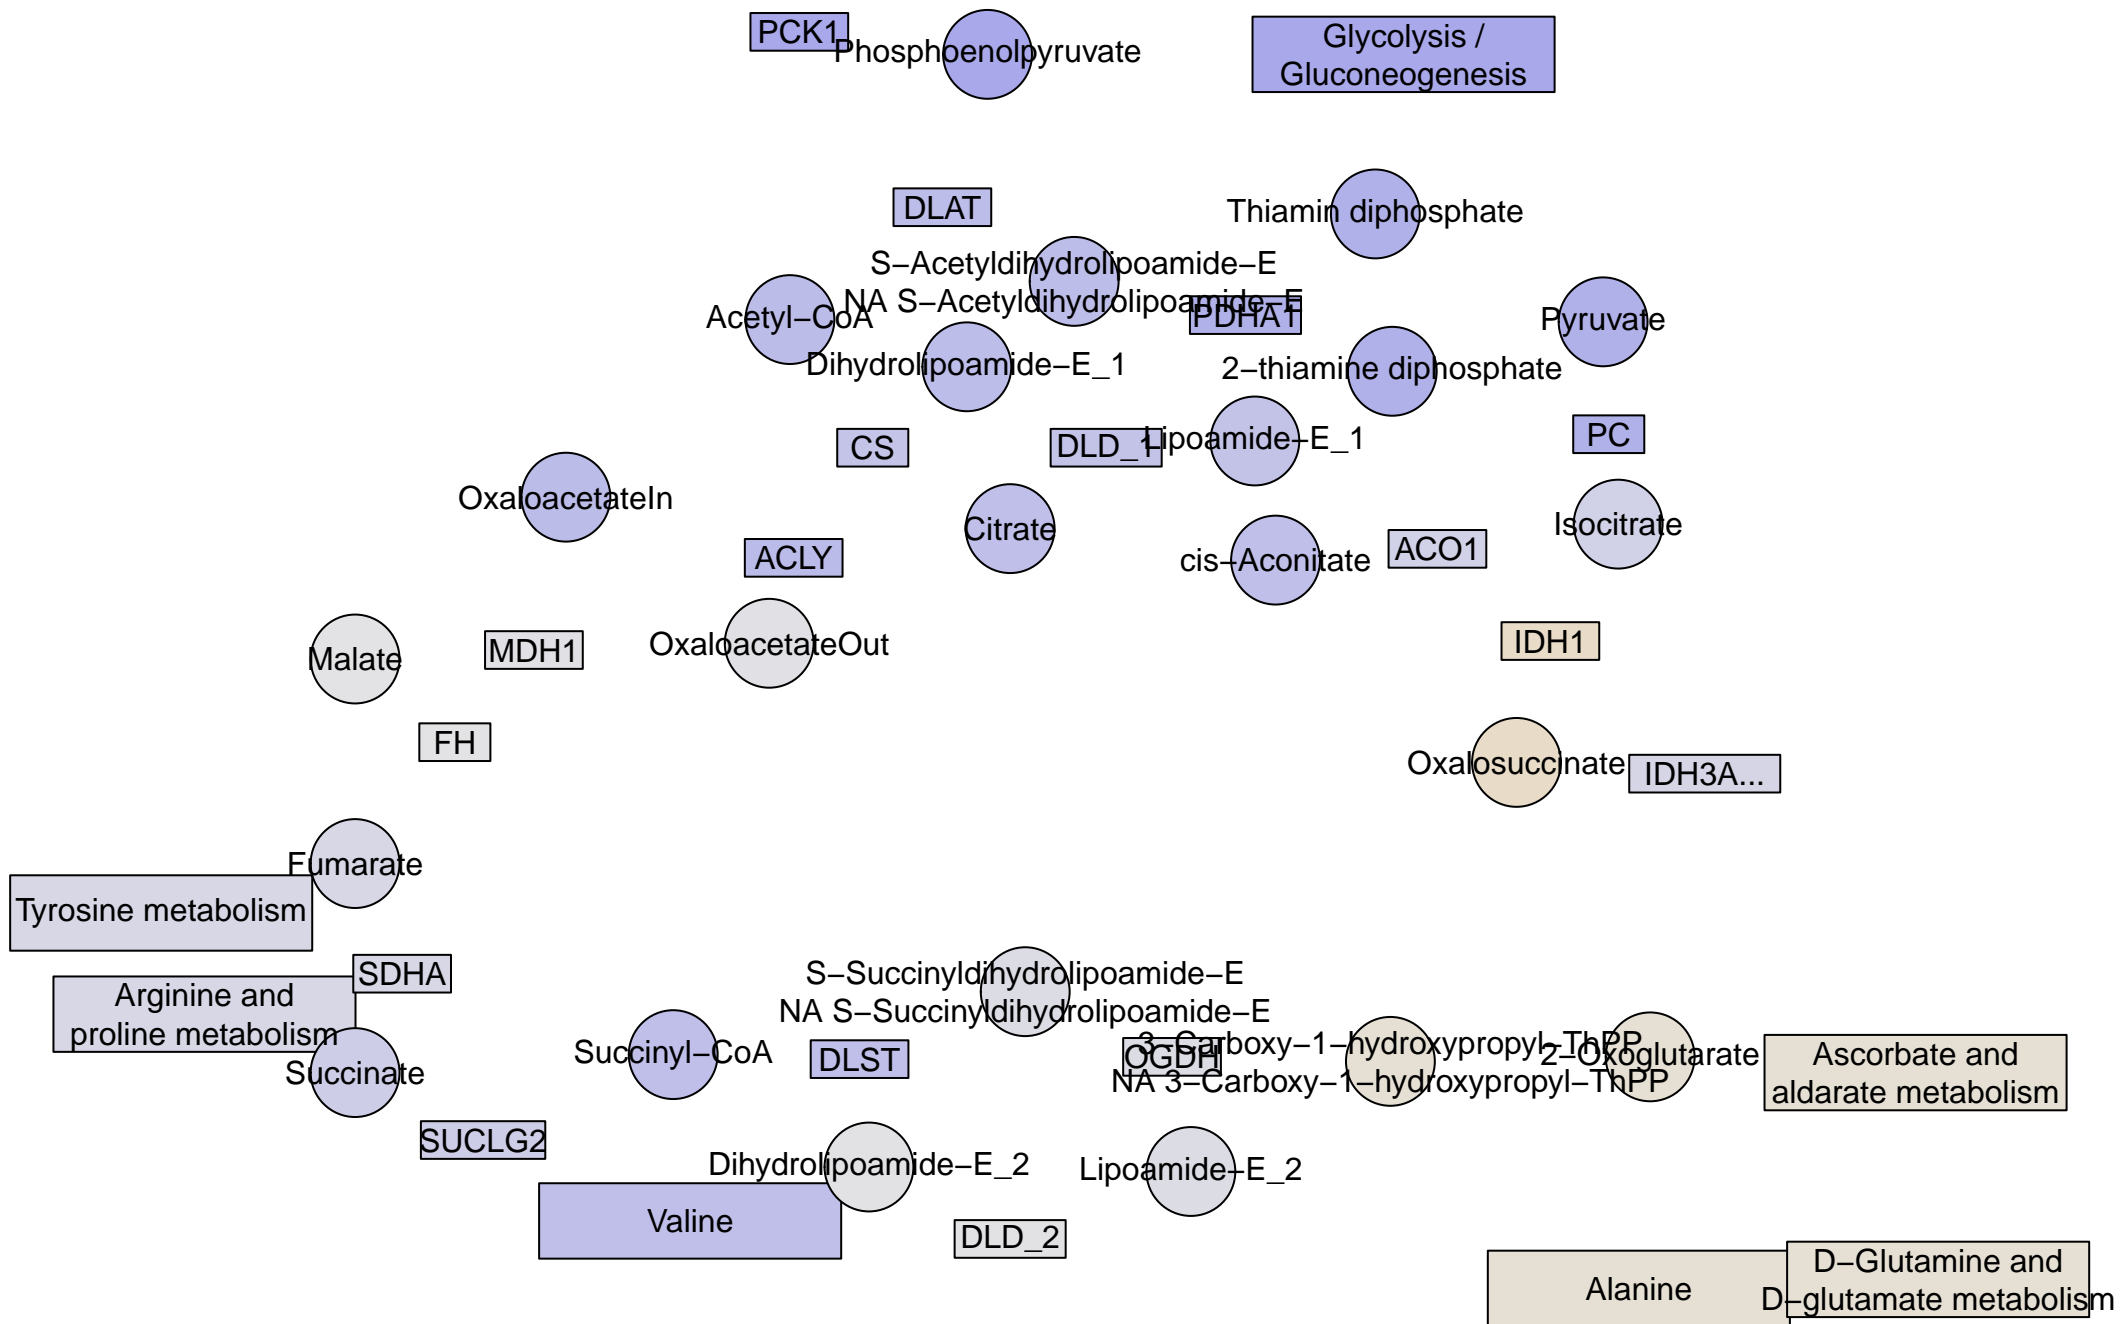 PCK1
Phosphoenolpyruvate
Glycolysis /
Gluconeogenesis
DLAT
Thiamin diphosphate
S−Acetyldihydrolipoamide−E
NA S−Acetyldihydrolipoamide−E
Acetyl−CoA
PDHA1
Pyruvate
Dihydrolipoamide−E_1
2−thiamine diphosphate
CS
DLD_1
Lipoamide−E_1
PC
OxaloacetateIn
Citrate
Isocitrate
ACLY
cis−Aconitate
ACO1
Malate
MDH1
OxaloacetateOut
IDH1
FH
Oxalosuccinate
IDH3A...
Fumarate
Tyrosine metabolism
SDHA
Arginine and
proline metabolism
S−Succinyldihydrolipoamide−E
NA S−Succinyldihydrolipoamide−E
Succinate
Succinyl−CoA
DLST
OGDH
3−Carboxy−1−hydroxypropyl−ThPP
NA 3−Carboxy−1−hydroxypropyl−ThPP
2−Oxoglutarate
Ascorbate and
aldarate metabolism
SUCLG2
Dihydrolipoamide−E_2
Lipoamide−E_2
Valine
DLD_2
Alanine
D−Glutamine and
D−glutamate metabolism